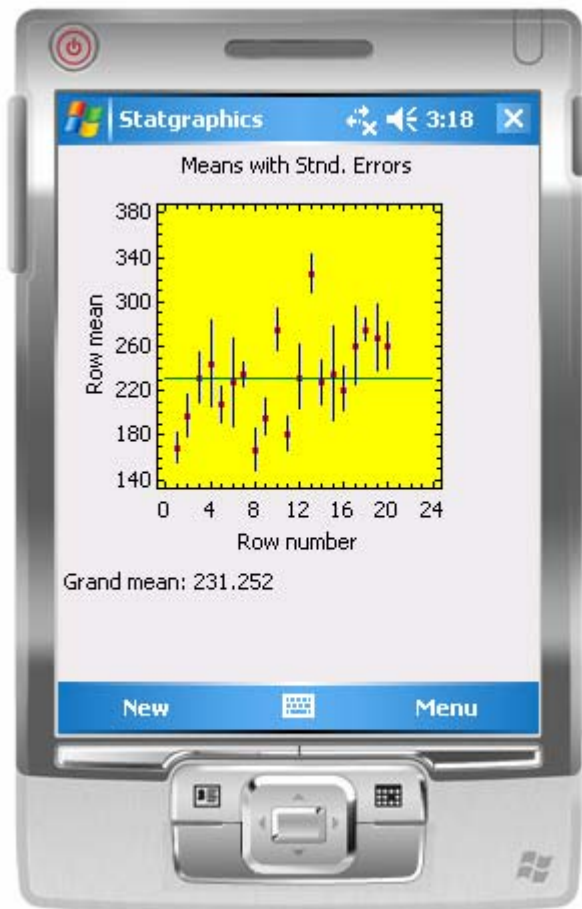 Statgraphics 3:18
Means with Stnd. Errors
380
340
300
260
220
180
140
Row mean
0 4 8 12 16 20 24
Row number
Grand mean: 231.252
New Menu